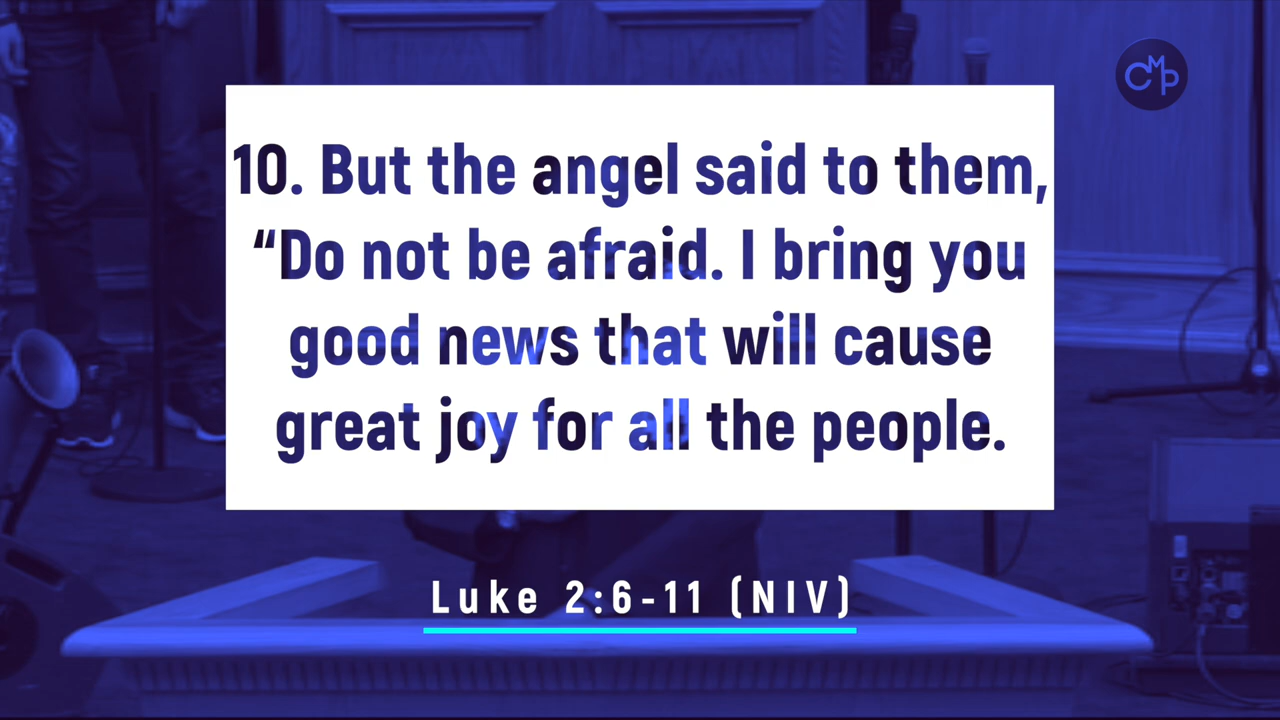 CMP
10. But the angel said to them,
“Do not be afraid. I bring you
good news that will cause
great joy for all the people.
Luke 2:6-11 (NIV)